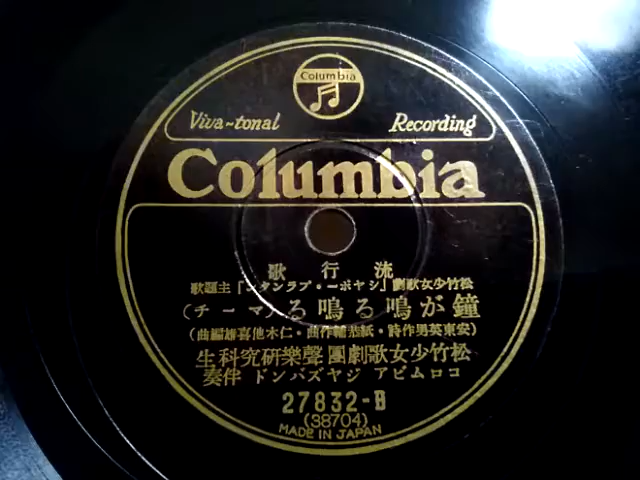 Columbia
Viva-tonal Recording
Columbia
流行歌
松竹少女歌劇『シヤポー・プランタン』主題歌
鐘が鳴る鳴る(マーチ)
(安東英男作詩・紙恭輔作曲・仁木他喜雄編曲)
松竹少女歌劇團聲樂研究科生
コロムビア ジヤズバンド 伴奏
27832-B
(38704)
MADE IN JAPAN